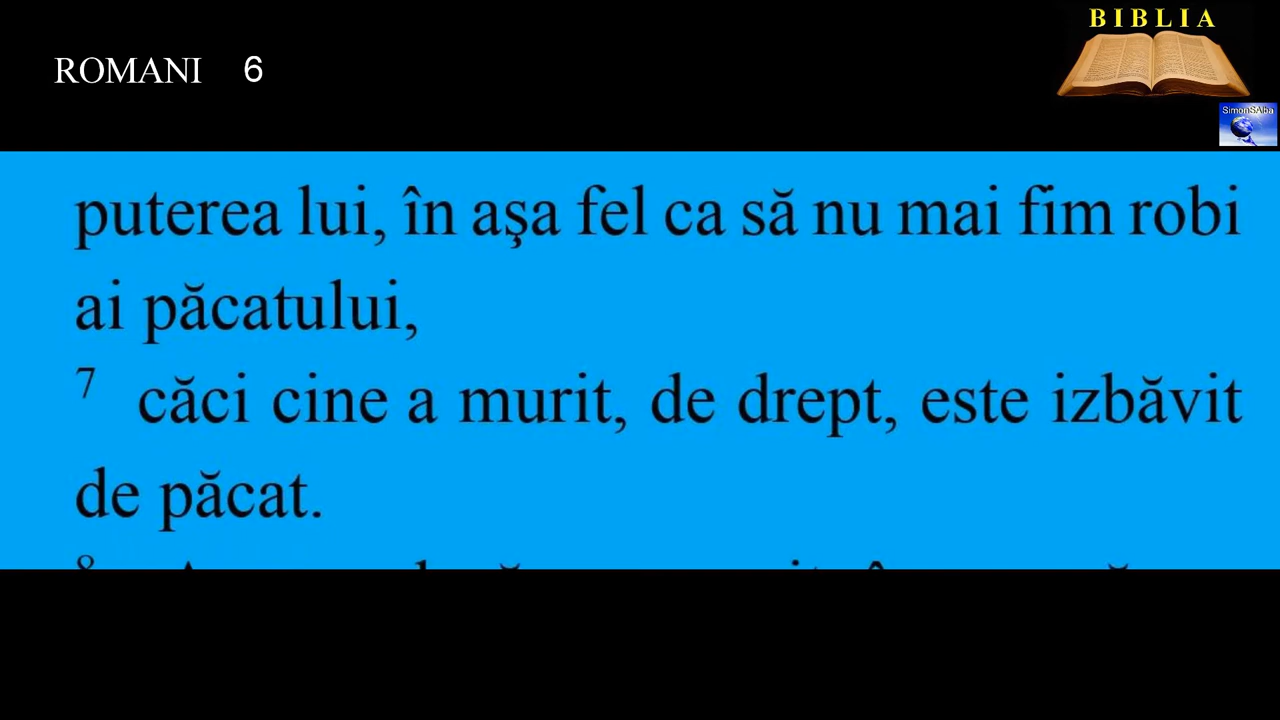 BIBLIA
ROMANI 6
SimonSAlba
puterea lui, în aşa fel ca să nu mai fim robi
ai păcatului,
7 căci cine a murit, de drept, este izbăvit
de păcat.